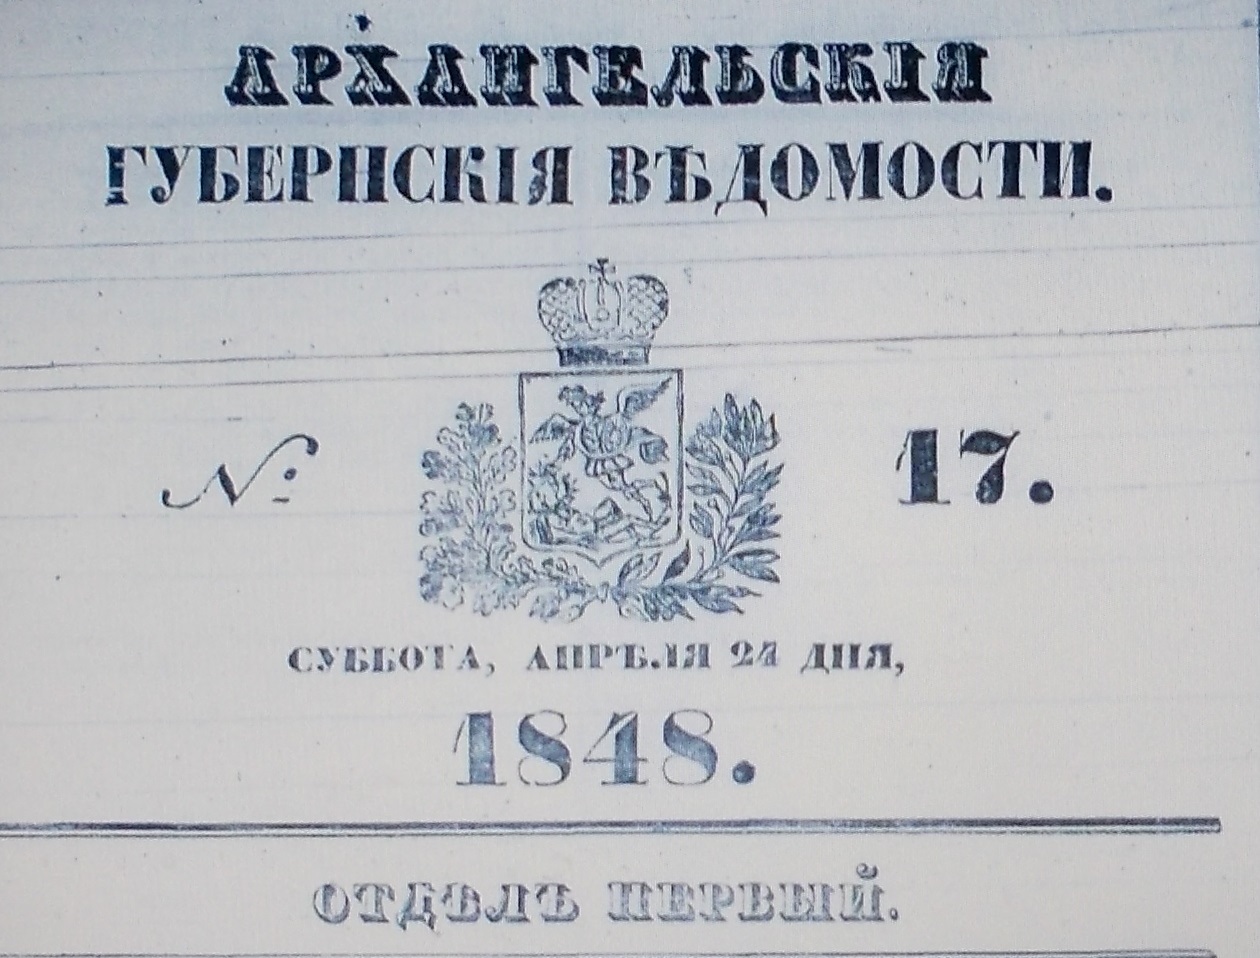 АРХАНГЕЛЬСКІЯ
ГУБЕРНСКІЯ ВѢДОМОСТИ.
№ 17.
СУББОТА, АПРѢЛЯ 24 ДНЯ,
1848.
ОТДѢЛЪ ПЕРВЫЙ.